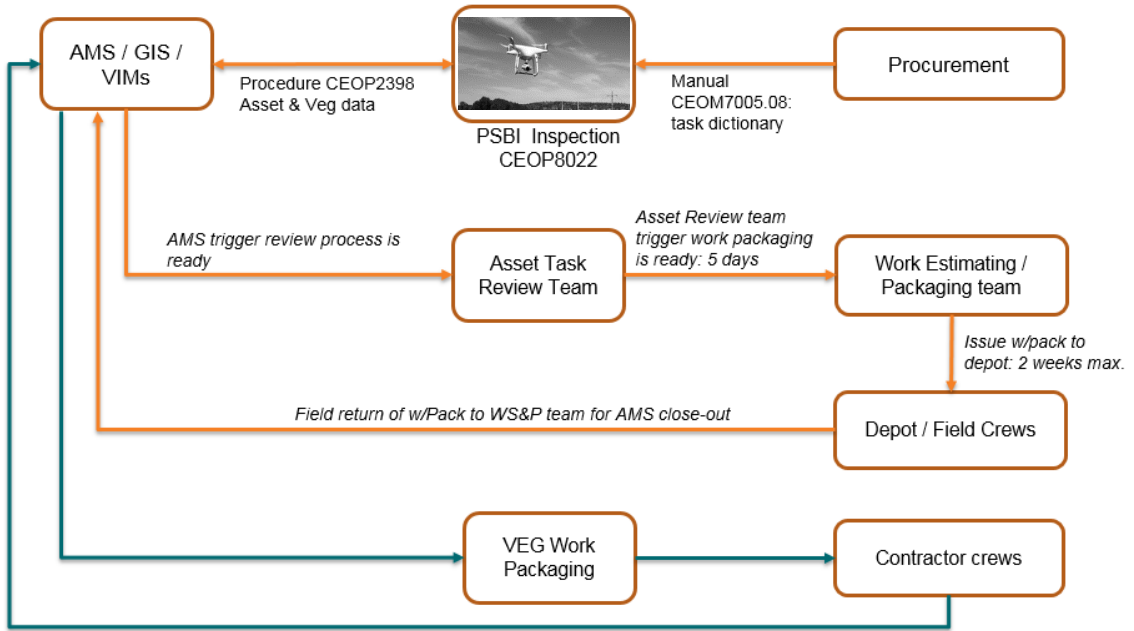 AMS / GIS /
VIMs
Procedure CEOP2398
Asset & Veg data
PSBI  Inspection
CEOP8022
Manual
CEOM7005.08:
task dictionary
Procurement
AMS trigger review process is
ready
Asset Task
Review Team
Asset Review team
trigger work packaging
is ready: 5 days
Work Estimating /
Packaging team
Issue w/pack to
depot: 2 weeks max.
Field return of w/Pack to WS&P team for AMS close-out
Depot / Field Crews
VEG Work
Packaging
Contractor crews